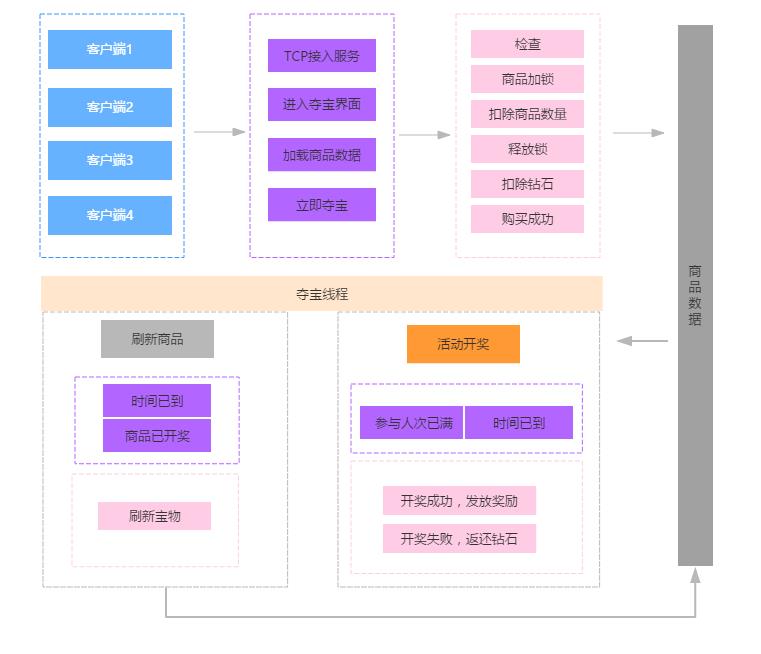 客户端1
客户端2
客户端3
客户端4
TCP接入服务
进入夺宝界面
加载商品数据
立即夺宝
检查
商品加锁
扣除商品数量
释放锁
扣除钻石
购买成功
商品数据
夺宝线程
刷新商品
时间已到
商品已开奖
刷新宝物
活动开奖
参与人次已满
时间已到
开奖成功，发放奖励
开奖失败，返还钻石